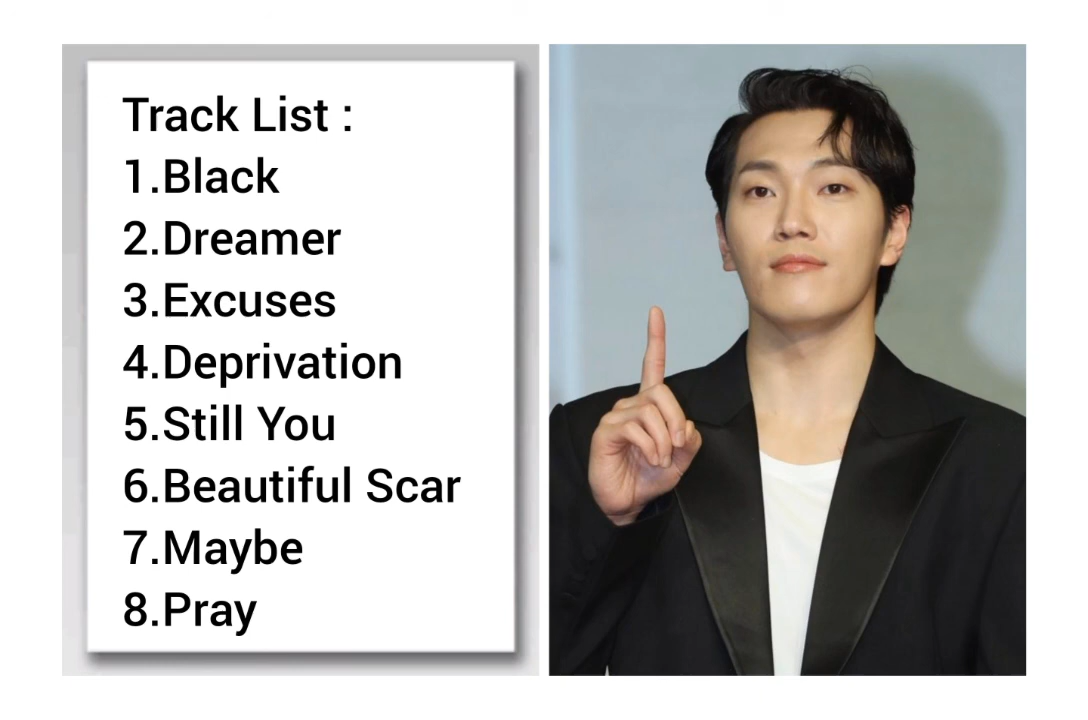 Track List :
1.Black
2.Dreamer
3.Excuses
4.Deprivation
5.Still You
6.Beautiful Scar
7.Maybe
8.Pray